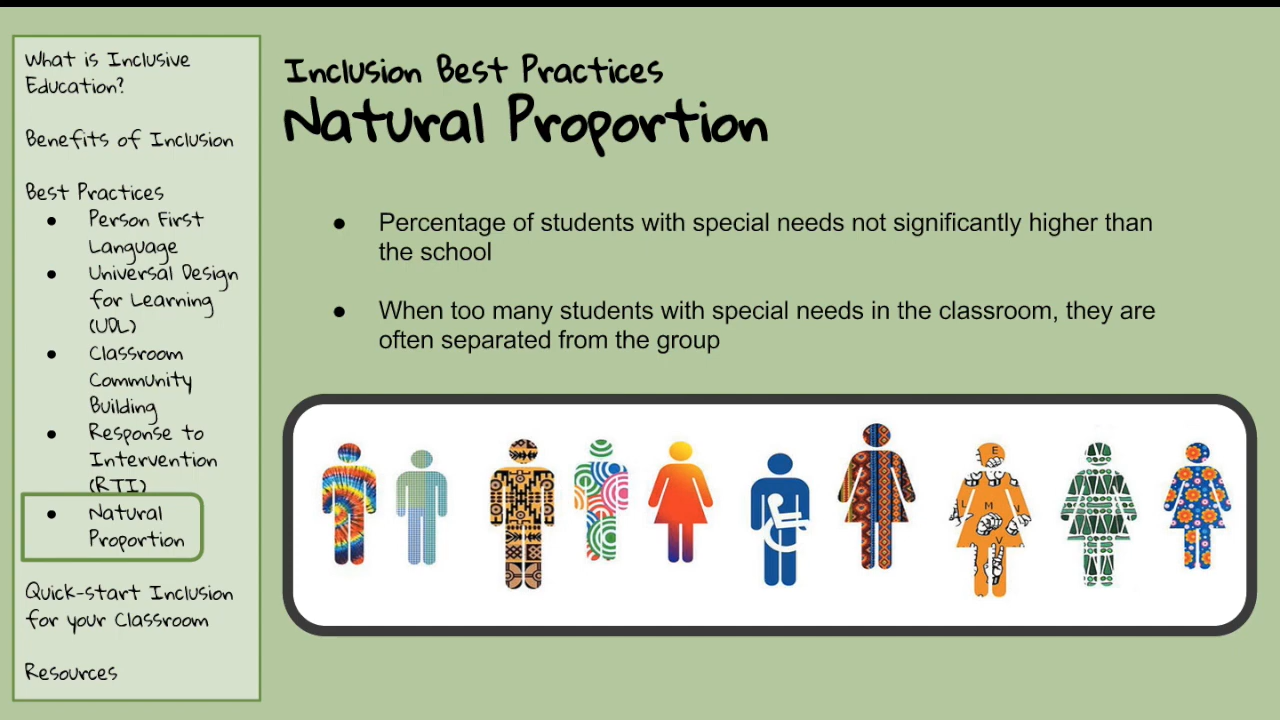 What is Inclusive
Education?
Benefits of Inclusion
Best Practices
● Person First
Language
● Universal Design
for Learning
(UDL)
● Classroom
Community
Building
● Response to
Intervention
(RTI)
● Natural
Proportion
Quick-start Inclusion
for your Classroom
Resources
Inclusion Best Practices
Natural Proportion
● Percentage of students with special needs not significantly higher than
the school
● When too many students with special needs in the classroom, they are
often separated from the group
E
L M V
V